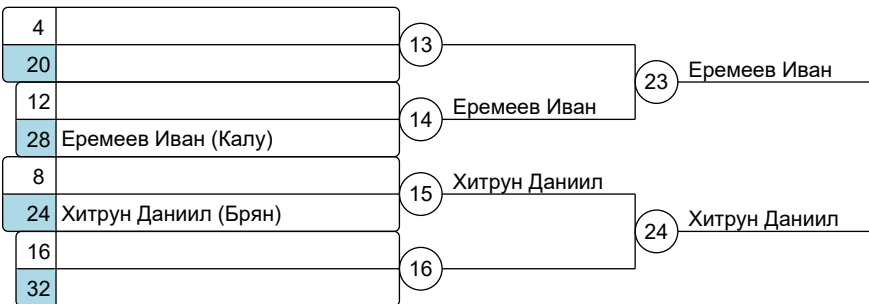 4
13
20
23 Еремеев Иван
12
14 Еремеев Иван
28 Еремеев Иван (Калу)
8
15 Хитрун Даниил
24 Хитрун Даниил (Брян)
24 Хитрун Даниил
16
16
32